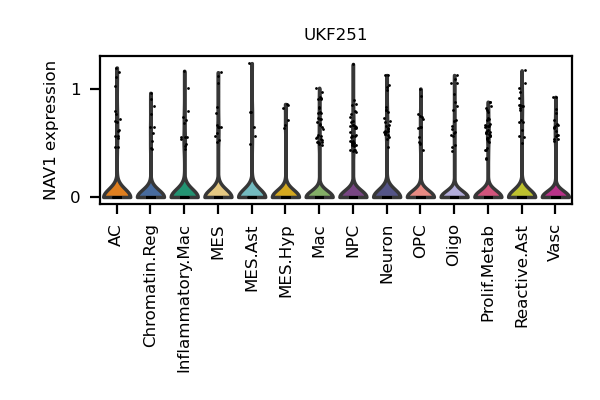 UKF251
NAV1 expression
1
0
AC
Chromatin.Reg
Inflammatory.Mac
MES
MES.Ast
MES.Hyp
Mac
NPC
Neuron
OPC
Oligo
Prolif.Metab
Reactive.Ast
Vasc